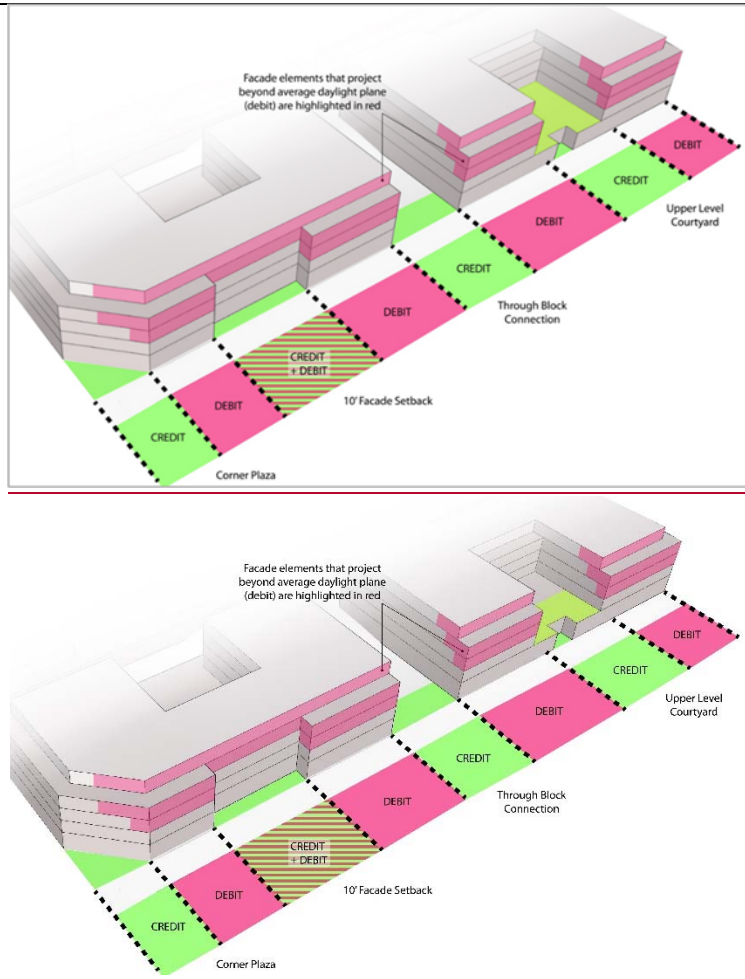 Facade elements that project
beyond average daylight plane
(debit) are highlighted in red
DEBIT
CREDIT
Upper Level
Courtyard
DEBIT
CREDIT
Through Block
Connection
DEBIT
CREDIT
+ DEBIT
10' Facade Setback
DEBIT
CREDIT
Corner Plaza
Facade elements that project
beyond average daylight plane
(debit) are highlighted in red
DEBIT
CREDIT
Upper Level
Courtyard
DEBIT
CREDIT
Through Block
Connection
DEBIT
CREDIT
+ DEBIT
10' Facade Setback
DEBIT
CREDIT
Corner Plaza